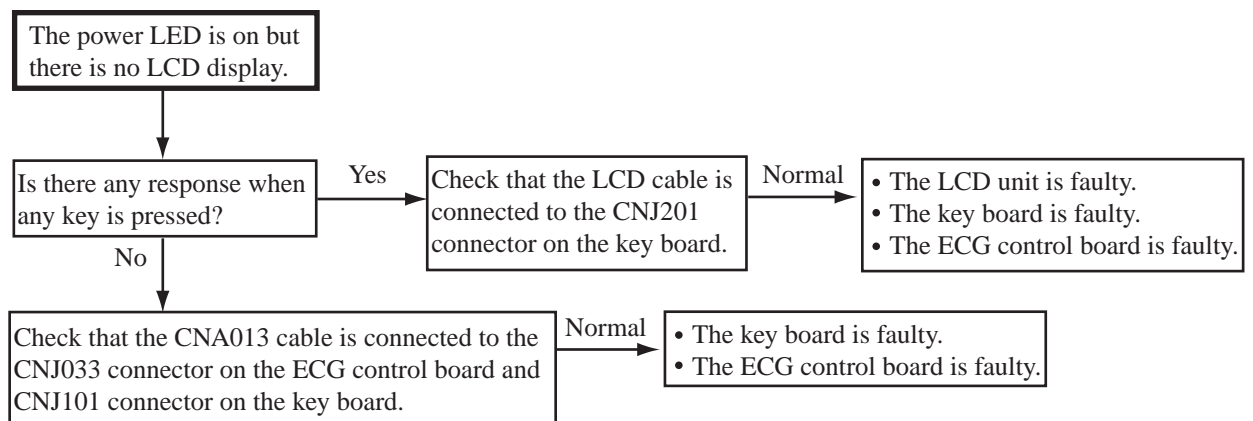 The power LED is on but
there is no LCD display.
Is there any response when
any key is pressed?
Yes
Check that the LCD cable is
connected to the CNJ201
connector on the key board.
Normal
• The LCD unit is faulty.
• The key board is faulty.
• The ECG control board is faulty.
No
Check that the CNA013 cable is connected to the
CNJ033 connector on the ECG control board and
CNJ101 connector on the key board.
Normal
• The key board is faulty.
• The ECG control board is faulty.